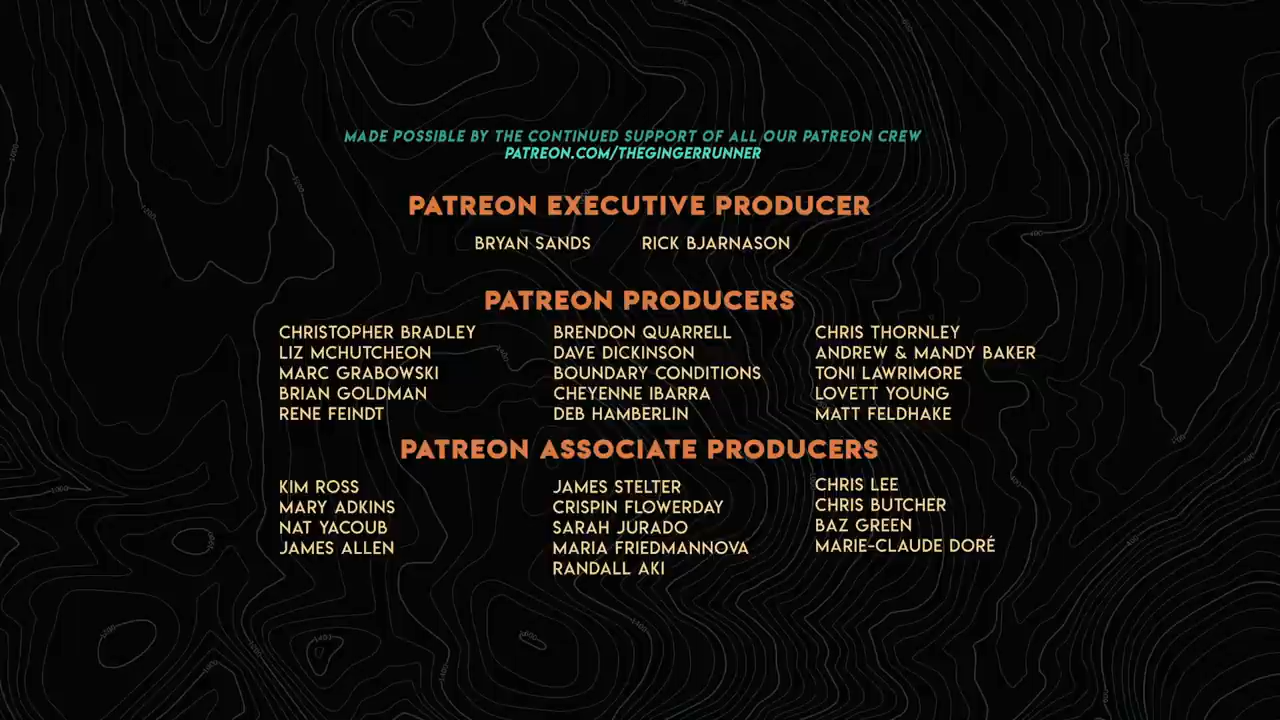 MADE POSSIBLE BY THE CONTINUED SUPPORT OF ALL OUR PATREON CREW
PATREON.COM/THEGINGERRUNNER
PATREON EXECUTIVE PRODUCER
BRYAN SANDS RICK BJARNASON
PATREON PRODUCERS
CHRISTOPHER BRADLEY
LIZ MCHUTCHEON
MARC GRABOWSKI
BRIAN GOLDMAN
RENE FEINDT
BRENDON QUARRELL
DAVE DICKINSON
BOUNDARY CONDITIONS
CHEYENNE IBARRA
DEB HAMBERLIN
CHRIS THORNLEY
ANDREW & MANDY BAKER
TONI LAWRIMORE
LOVETT YOUNG
MATT FELDHAKE
PATREON ASSOCIATE PRODUCERS
KIM ROSS
MARY ADKINS
NAT YACOUB
JAMES ALLEN
JAMES STELTER
CRISPIN FLOWERDAY
SARAH JURADO
MARIA FRIEDMANNOVA
RANDALL AKI
CHRIS LEE
CHRIS BUTCHER
BAZ GREEN
MARIE-CLAUDE DORÉ